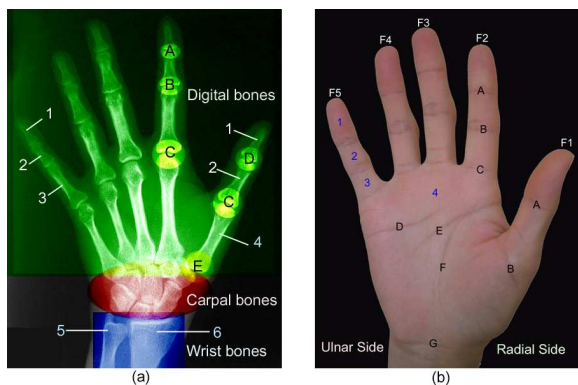 F3
F4
F2
A
F5
A
B
Digital bones
1
1
1
B
F1
2
C
D
2
2
3
C
3
C
4
A
4
D
E
E
F
B
Carpal bones
5
6
G
Wrist bones
Ulnar Side
Radial Side
(a)
(b)